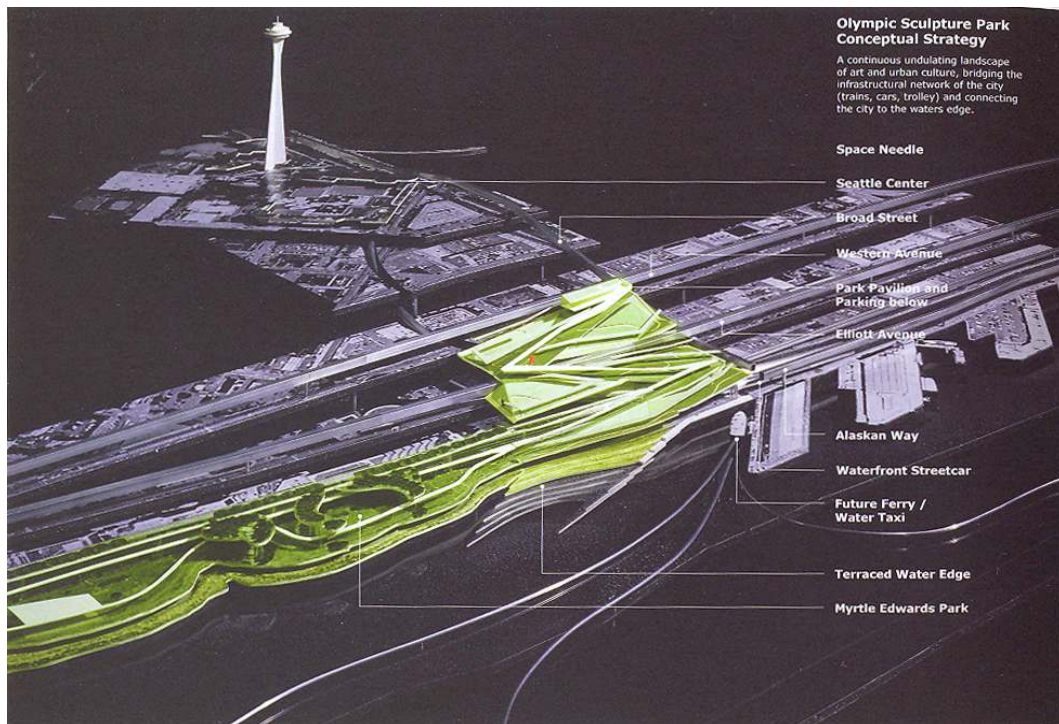 Olympic Sculpture Park
Conceptual Strategy
A continuous undulating landscape
of art and urban culture, bridging the
infrastructural network of the city
(trains, cars, trolley) and connecting
the city to the waters edge.
Space Needle
Seattle Center
Broad Street
Western Avenue
Park Pavilion and
Parking below
Elliott Avenue
Alaskan Way
Waterfront Streetcar
Future Ferry /
Water Taxi
Terraced Water Edge
Myrtle Edwards Park